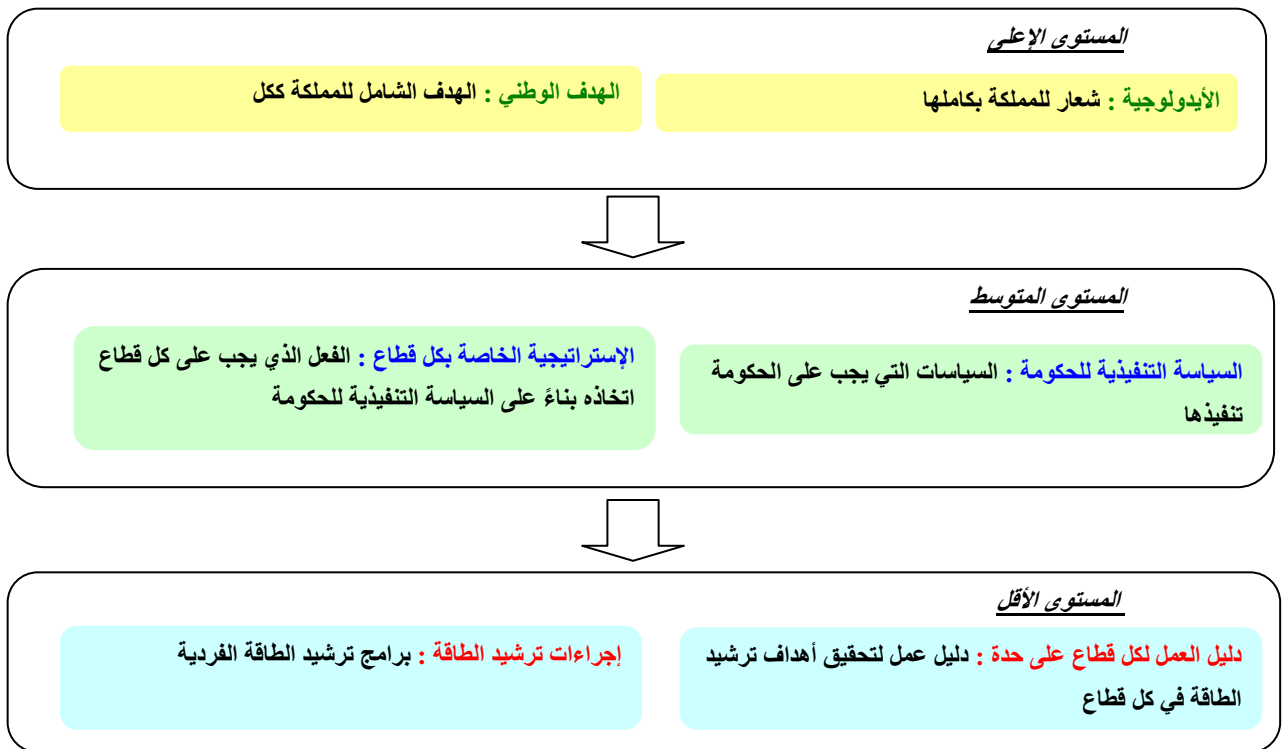 المستوى الإعلى
الأيدولوجية : شعار للمملكة بكاملها
الهدف الوطني : الهدف الشامل للمملكة ككل
المستوى المتوسط
السياسة التنفيذية للحكومة : السياسات التي يجب على الحكومة
تنفيذها
الإستراتيجية الخاصة بكل قطاع : الفعل الذي يجب على كل قطاع
اتخاذه بناءً على السياسة التنفيذية للحكومة
المستوى الأقل
دليل العمل لكل قطاع على حدة : دليل عمل لتحقيق أهداف ترشيد
الطاقة في كل قطاع
إجراءات ترشيد الطاقة : برامج ترشيد الطاقة الفردية